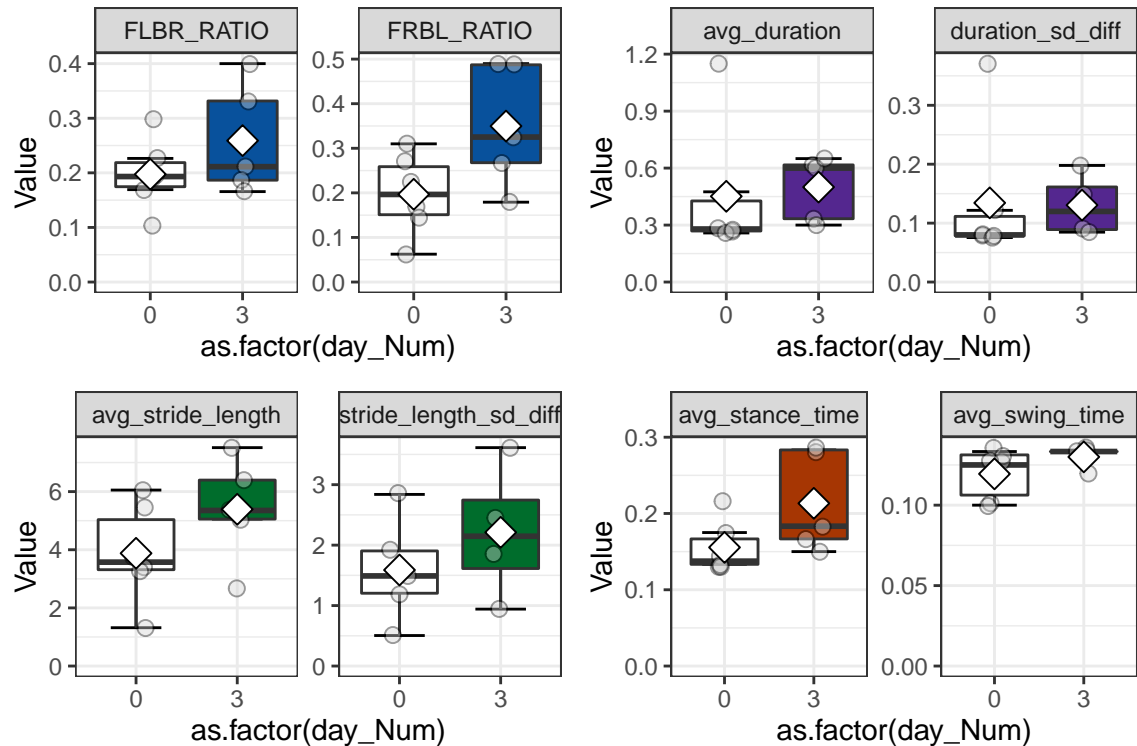 FLBR_RATIO
FRBL_RATIO
avg_duration
duration_sd_diff
Value
0.4
0.3
0.2
0.1
0.0
0.5
0.4
0.3
0.2
0.1
0.0
Value
1.2
0.9
0.6
0.3
0.0
0.3
0.2
0.1
0.0
0 3
0 3
0 3
0 3
as.factor(day_Num)
as.factor(day_Num)
avg_stride_length
stride_length_sd_diff
avg_stance_time
avg_swing_time
Value
6
4
2
0
3
2
1
0
Value
0.3
0.2
0.1
0.0
0.10
0.05
0.00
0 3
0 3
0 3
0 3
as.factor(day_Num)
as.factor(day_Num)